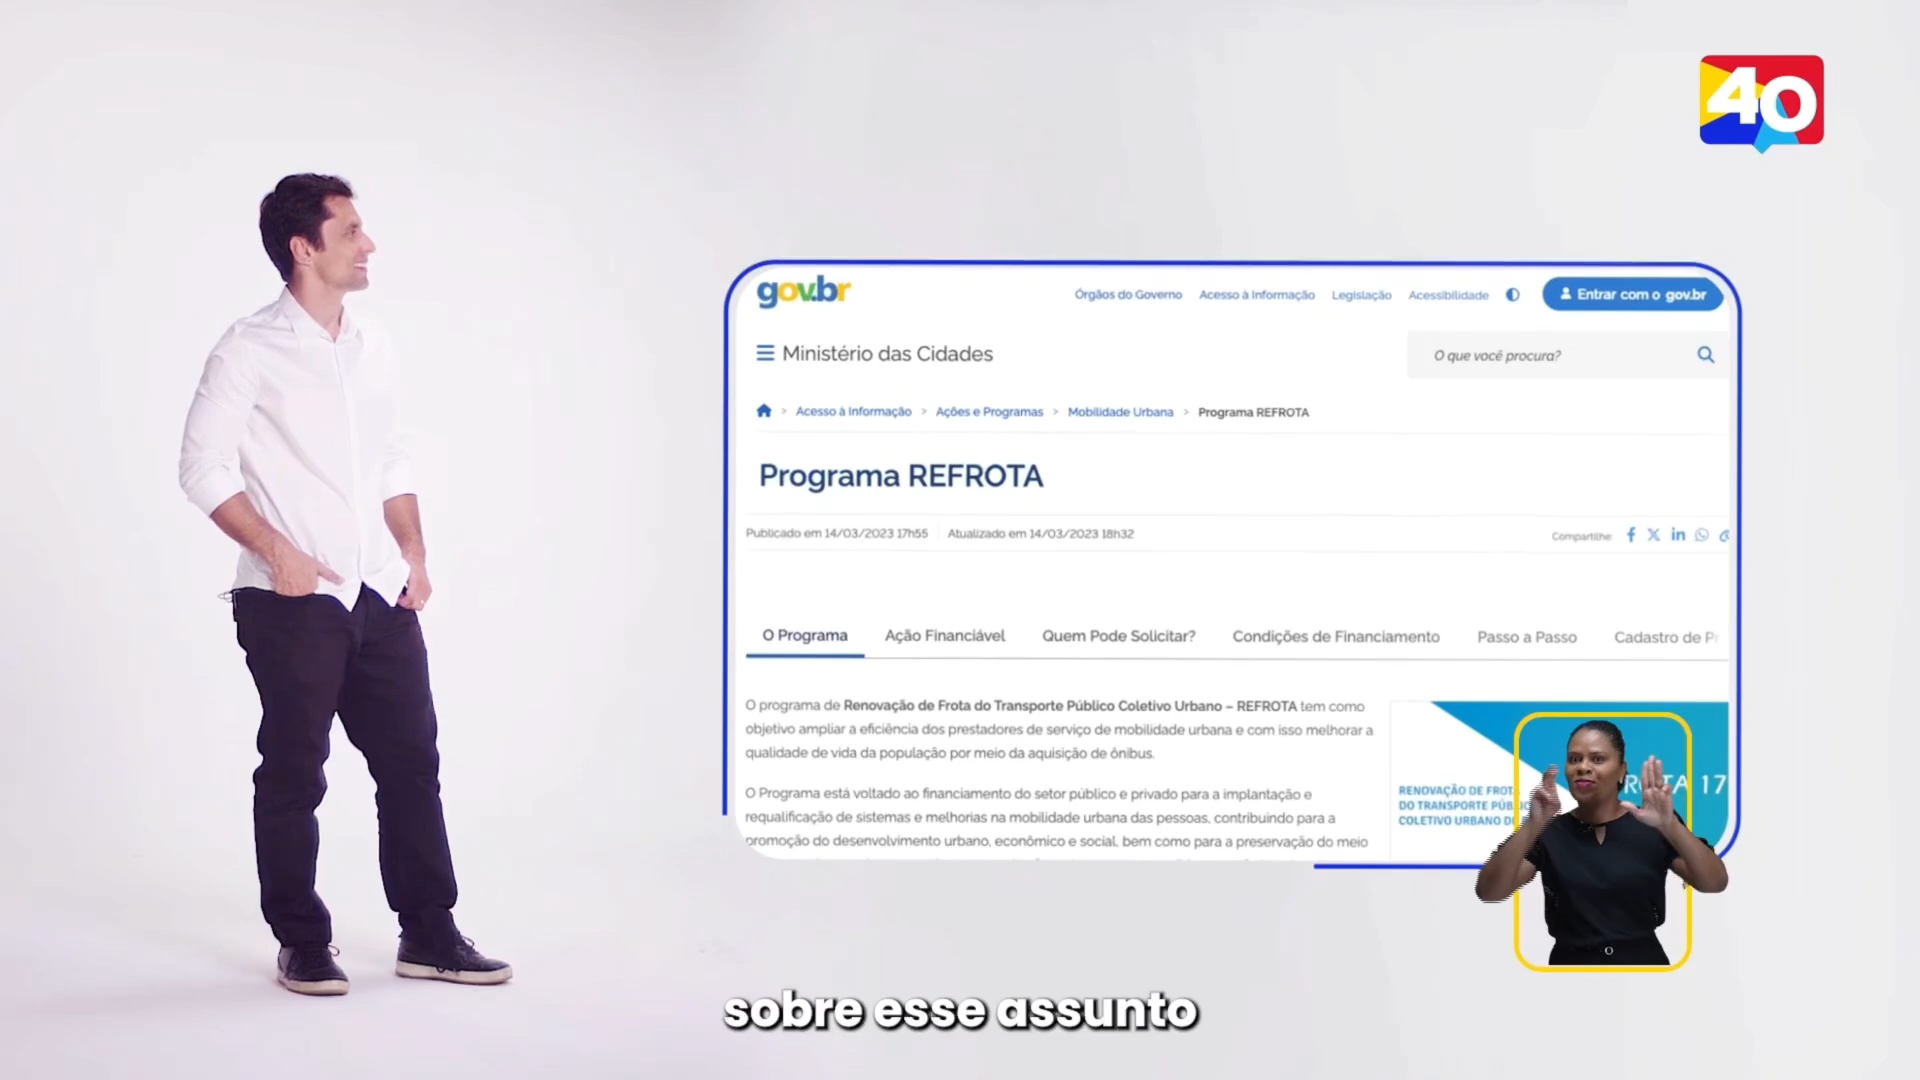 40
gov.br
Órgãos do Governo
Acesso à Informação
Legislação
Acessibilidade
Entrar com o gov.br
Ministério das Cidades
O que você procura?
Acesso à Informação > Ações e Programas > Mobilidade Urbana > Programa REFROTA
Programa REFROTA
Publicado em 14/03/2023 17h55
Atualizado em 14/03/2023 18h32
Compartilhe:
O Programa
Ação Financiável
Quem Pode Solicitar?
Condições de Financiamento
Passo a Passo
Cadastro de
O programa de Renovação de Frota do Transporte Público Coletivo Urbano – REFROTA tem como
objetivo ampliar a eficiência dos prestadores de serviço de mobilidade urbana e com isso melhorar a
qualidade de vida da população por meio da aquisição de ônibus.
O Programa está voltado ao financiamento do setor público e privado para a implantação e
requalificação de sistemas e melhorias na mobilidade urbana das pessoas, contribuindo para a
promoção do desenvolvimento urbano, econômico e social, bem como para a preservação do meio
RENOVAÇÃO DE
DO TRANSPORTE
COLETIVO URBANO
17
sobre esse assunto